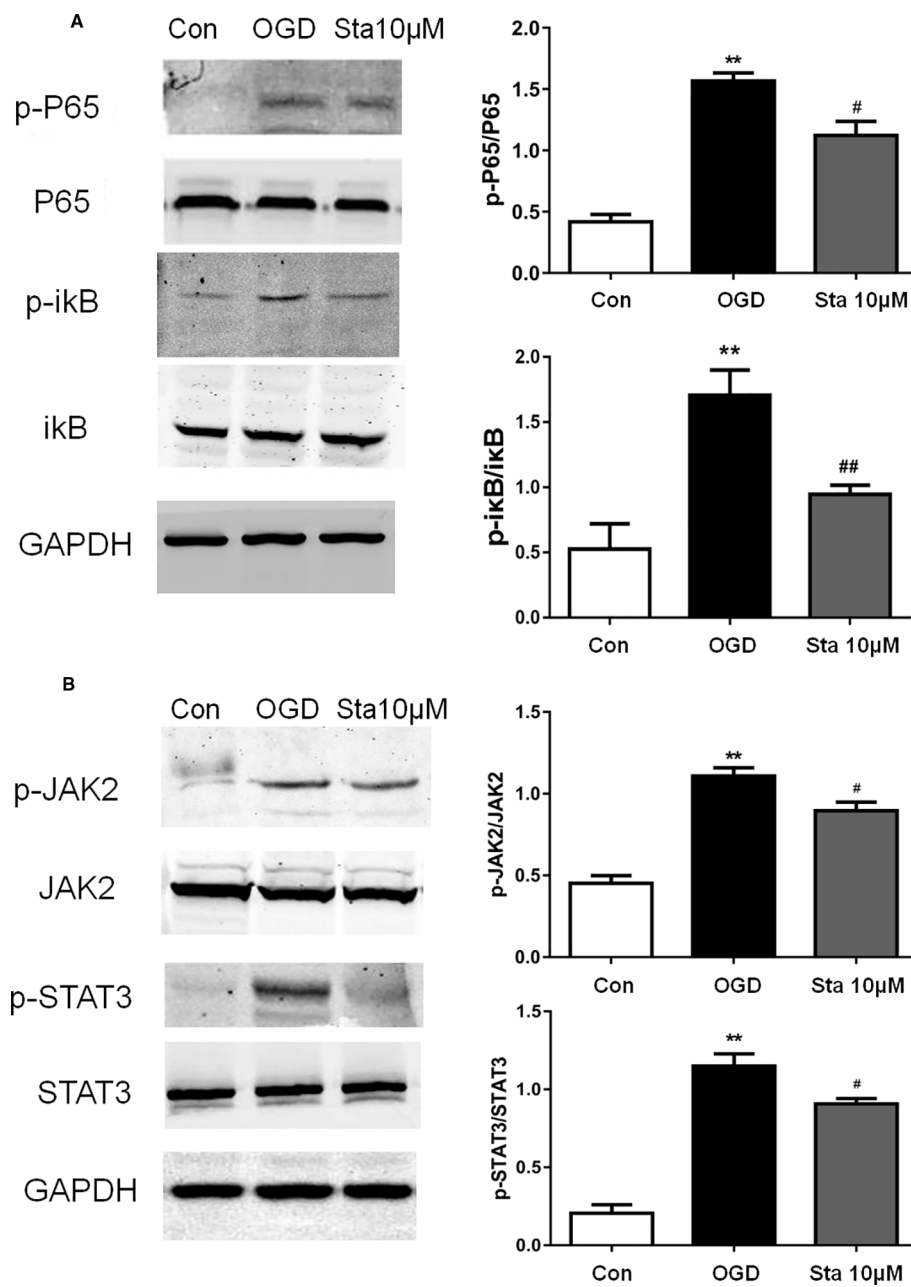 A
Con OGD Sta10µM
p-P65
P65
p-ikB
ikB
GAPDH
2.0
1.5
1.0
0.5
0.0
p-P65/P65
**
#
Con OGD Sta 10µM
2.0
1.5
1.0
0.5
0.0
p-iκB/iκB
**
##
Con OGD Sta 10µM
B
Con OGD Sta10µM
p-JAK2
JAK2
p-STAT3
STAT3
GAPDH
1.5
1.0
0.5
0.0
p-JAK2/JAK2
**
#
Con OGD Sta 10µM
1.5
1.0
0.5
0.0
p-STAT3/STAT3
**
#
Con OGD Sta 10µM